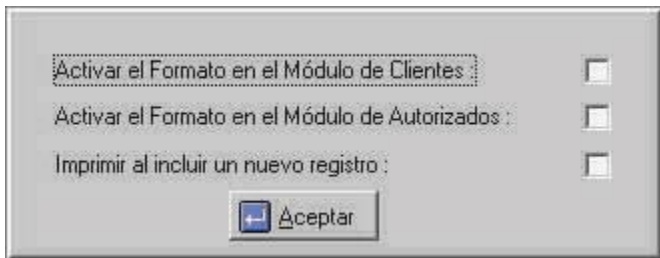 Activar el Formato en el Módulo de Clientes :
Activar el Formato en el Módulo de Autorizados :
Imprimir al incluir un nuevo registro :
Aceptar